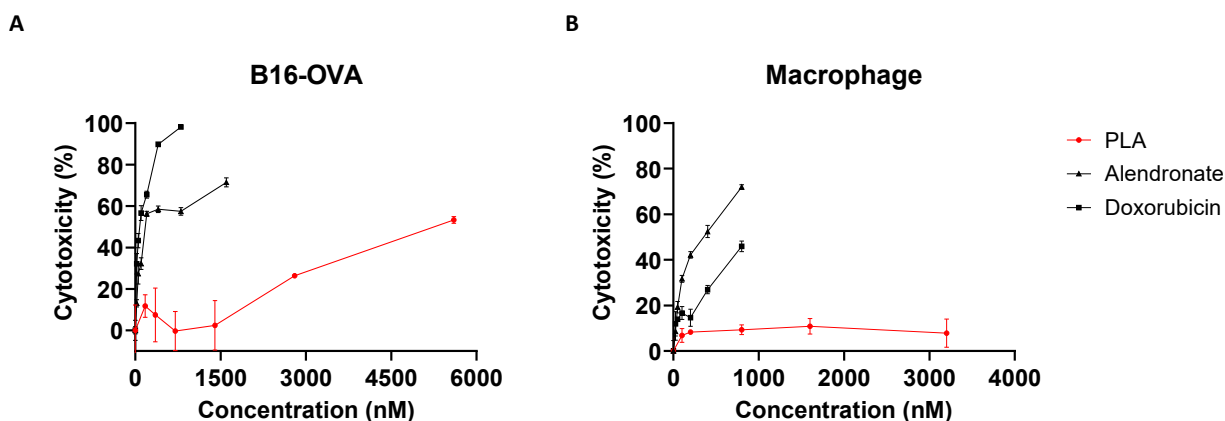 A
B
B16-OVA
Macrophage
Cytotoxicity (%)
100
80
60
40
20
0
0
1500
3000
4500
6000
Concentration (nM)
Cytotoxicity (%)
100
80
60
40
20
0
0
1000
2000
3000
4000
Concentration (nM)
PLA
Alendronate
Doxorubicin